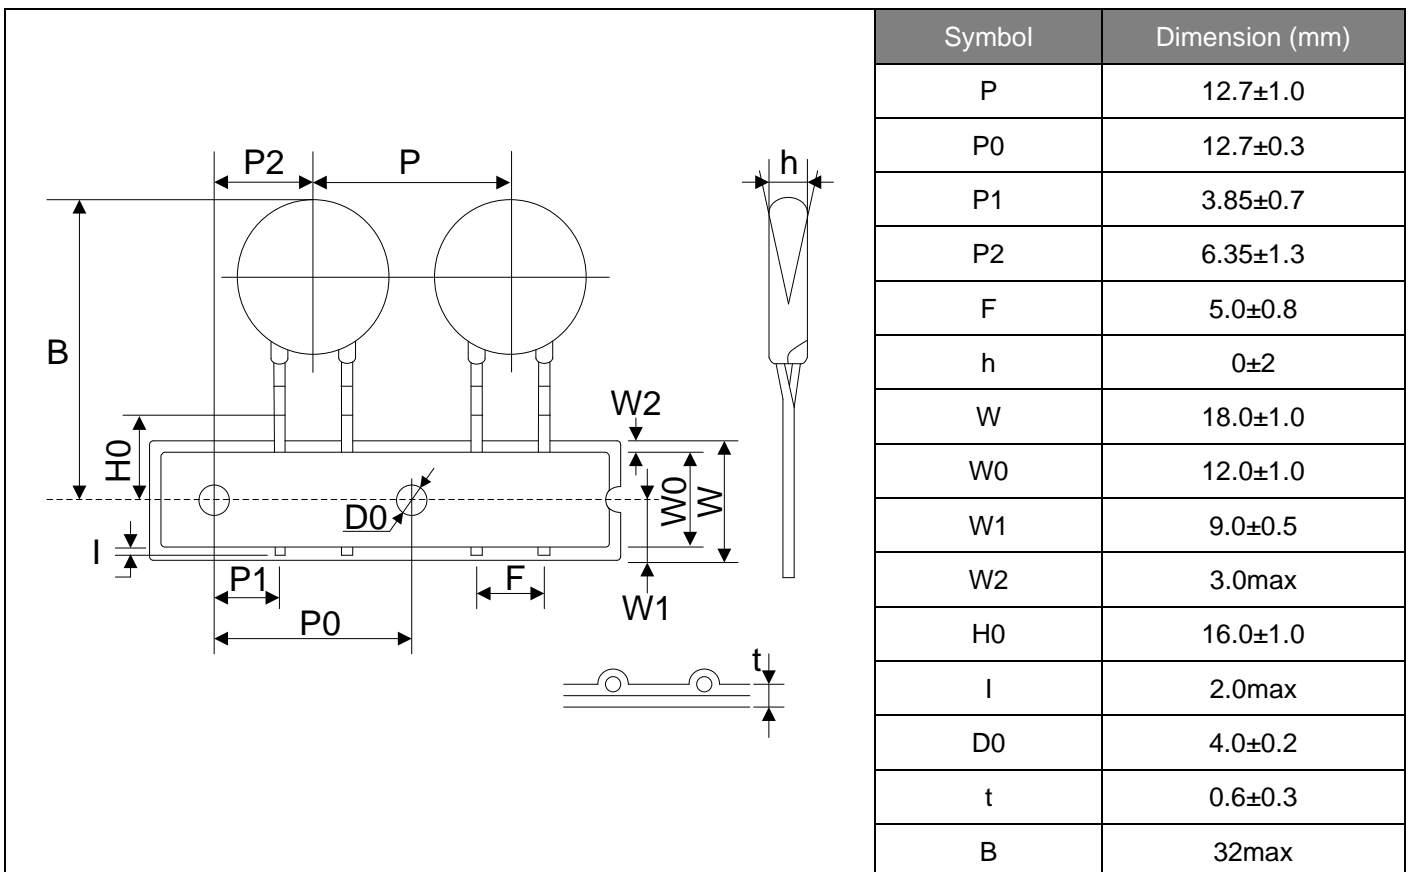 P2 P h
B
W2
H0
W0 W
D0
I
P1 F
W1
P0
t
Symbol Dimension (mm)
P 12.7±1.0
P0 12.7±0.3
P1 3.85±0.7
P2 6.35±1.3
F 5.0±0.8
h 0±2
W 18.0±1.0
W0 12.0±1.0
W1 9.0±0.5
W2 3.0max
H0 16.0±1.0
I 2.0max
D0 4.0±0.2
t 0.6±0.3
B 32max